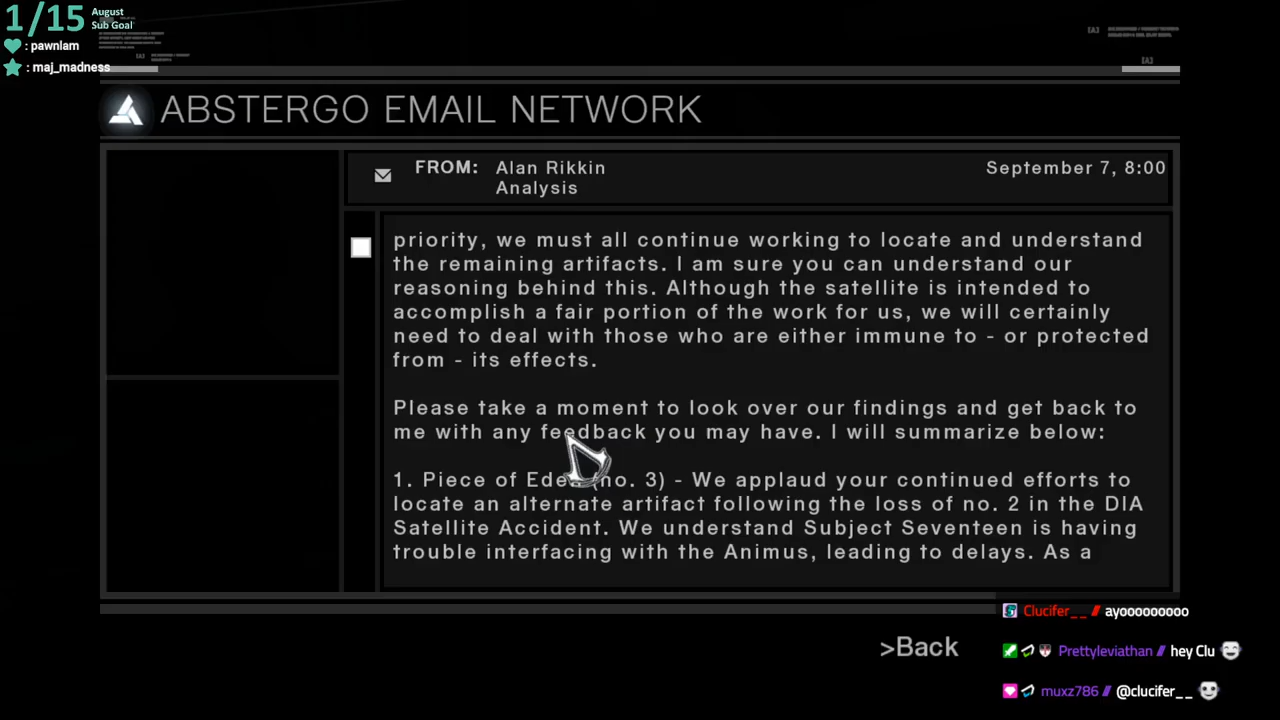 1/15 August
Sub Goal
: pawnlam
: maj_madness
ABSTERGO EMAIL NETWORK
FROM: Alan Rikkin
Analysis
September 7, 8:00
priority, we must all continue working to locate and understand
the remaining artifacts. I am sure you can understand our
reasoning behind this. Although the satellite is intended to
accomplish a fair portion of the work for us, we will certainly
need to deal with those who are either immune to - or protected
from - its effects.
Please take a moment to look over our findings and get back to
me with any feedback you may have. I will summarize below:
1. Piece of Eden (no. 3) - We applaud your continued efforts to
locate an alternate artifact following the loss of no. 2 in the DIA
Satellite Accident. We understand Subject Seventeen is having
trouble interfacing with the Animus, leading to delays. As a
>Back
Clucifer__ // ayooooooooo
Prettyleviathan // hey Clu
muxz786 // @clucifer__